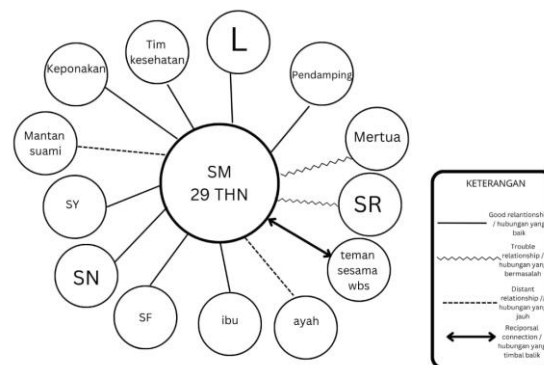 L
Tim
kesehatan
Keponakan
Pendamping
Mantan
suami
Mertua
SM
29 THN
SY
SR
SN
teman
sesama
wbs
SF
ibu
ayah
KETERANGAN
Good relantionship
/ hubungan yang
baik
Trouble
relationship /
hubungan yang
bermasalah
Distant
relationship //
hubungan yang
jauh
Reciporsal
connection /
hubungan yang
timbal balik